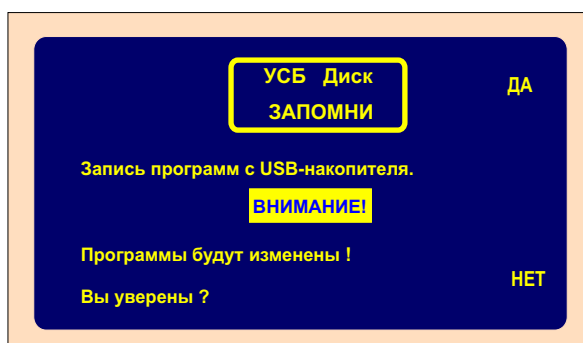 УСБ Диск
ЗАПОМНИ
ДА
Запись программ с USB-накопителя.
ВНИМАНИЕ!
Программы будут изменены !
НЕТ
Вы уверены ?